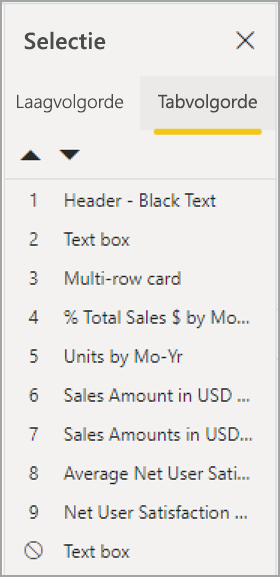 Selectie
Laagvolgorde Tabvolgorde
1 Header - Black Text
2 Text box
3 Multi-row card
4 % Total Sales $ by Mo...
5 Units by Mo-Yr
6 Sales Amount in USD ...
7 Sales Amounts in USD...
8 Average Net User Sati...
9 Net User Satisfaction ...
Text box